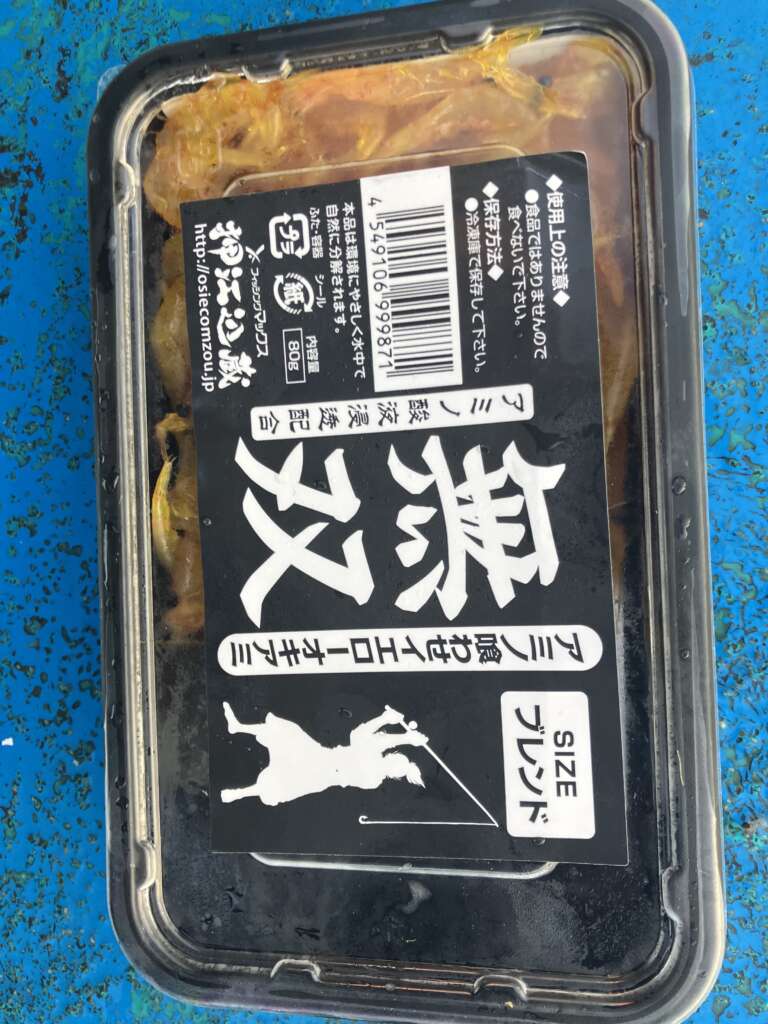 SIZE
ブレンド
アミノ喰わせイエローオキアミ
無双
アミノ酸液浸透配合
◆使用上の注意◆
●食品ではありませんので
食べないで下さい。
◆保存方法◆
●冷凍庫で保存して下さい。
4 549106 999871
本品は環境にやさしく水中で
自然に分解されます。
プラ
ふた・容器
紙
シール
内容量
80g
×フィッシングマックス
押江込蔵
http://osiecomzou.jp